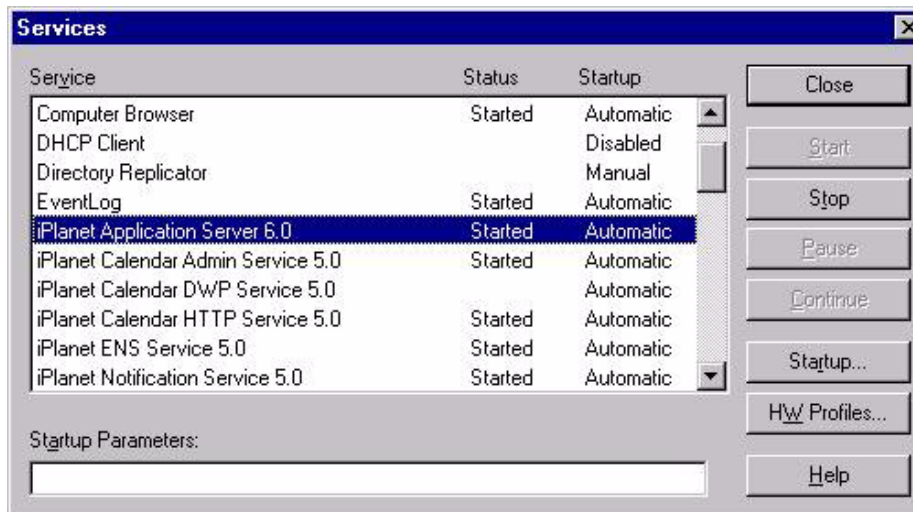 Services
Service Status Startup
Computer Browser Started Automatic
DHCP Client Disabled
Directory Replicator Manual
EventLog Started Automatic
iPlanet Application Server 6.0 Started Automatic
iPlanet Calendar Admin Service 5.0 Started Automatic
iPlanet Calendar DWP Service 5.0 Automatic
iPlanet Calendar HTTP Service 5.0 Started Automatic
iPlanet ENS Service 5.0 Started Automatic
iPlanet Notification Service 5.0 Started Automatic
Startup Parameters:
Close
Start
Stop
Pause
Continue
Startup...
HW Profiles...
Help